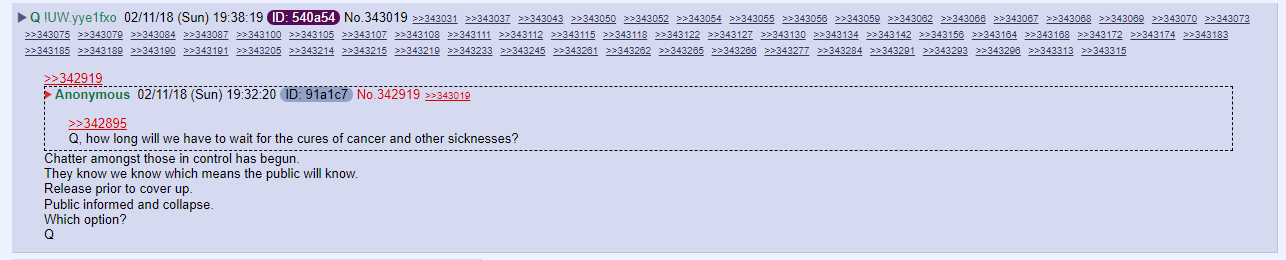 Q !UW.yye1fxo 02/11/18 (Sun) 19:38:19 ID: 540a54 No.343019 >>343031 >>343037 >>343043 >>343050 >>343052 >>343054 >>343055 >>343056 >>343059 >>343062 >>343066 >>343067 >>343068 >>343069 >>343070 >>343073
>>343075 >>343079 >>343084 >>343087 >>343100 >>343105 >>343107 >>343108 >>343111 >>343112 >>343115 >>343118 >>343122 >>343127 >>343130 >>343134 >>343142 >>343156 >>343164 >>343168 >>343172 >>343174 >>343183
>>343185 >>343189 >>343190 >>343191 >>343205 >>343214 >>343215 >>343219 >>343233 >>343245 >>343261 >>343262 >>343265 >>343266 >>343277 >>343284 >>343291 >>343293 >>343296 >>343313 >>343315
>>342919
Anonymous 02/11/18 (Sun) 19:32:20 ID: 91a1c7 No.342919 >>343019
>>342895
Q, how long will we have to wait for the cures of cancer and other sicknesses?
Chatter amongst those in control has begun.
They know we know which means the public will know.
Release prior to cover up.
Public informed and collapse.
Which option?
Q